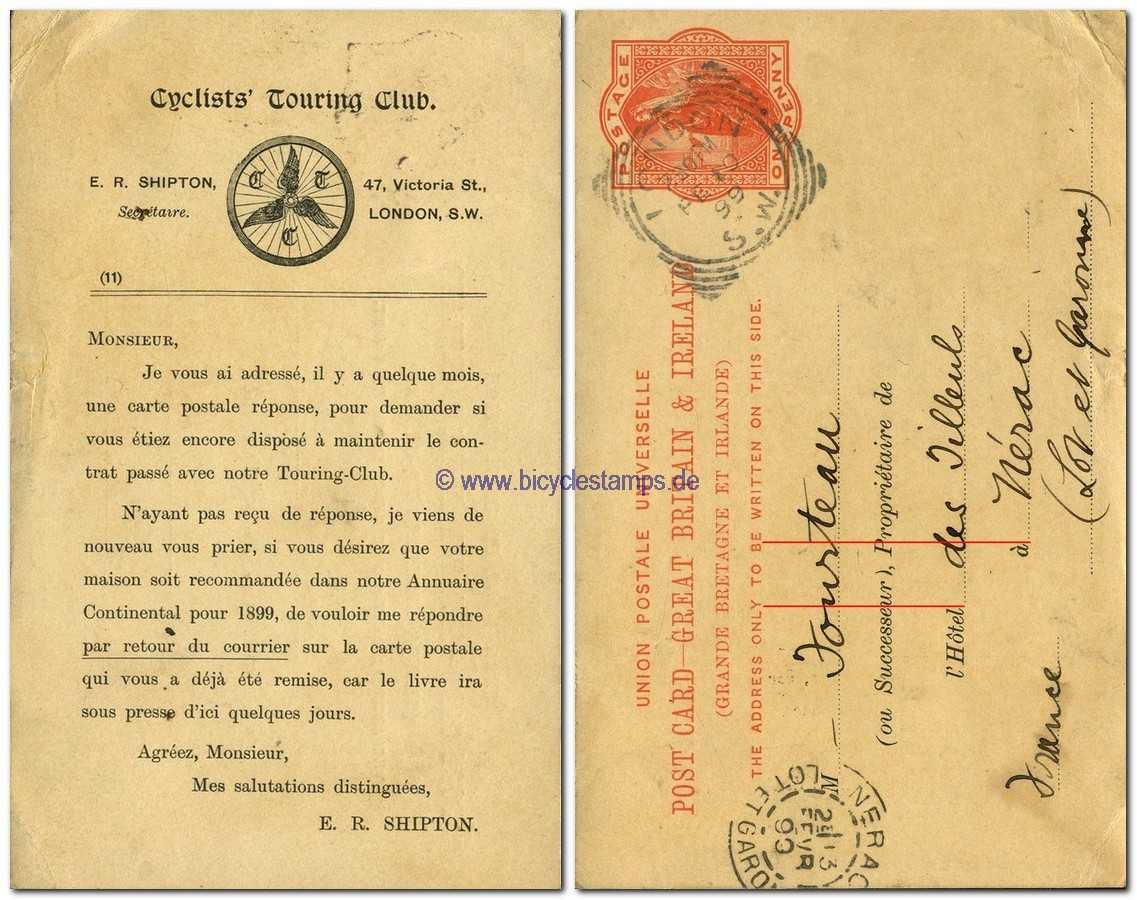 Cyclists' Touring Club.
E. R. SHIPTON,
Secrétaire.
C T C
47, Victoria St.,
LONDON, S.W.
(11)
MONSIEUR,
Je vous ai adressé, il y a quelque mois,
une carte postale réponse, pour demander si
vous étiez encore disposé à maintenir le con-
trat passé avec notre Touring-Club.
N'ayant pas reçu de réponse, je viens de
nouveau vous prier, si vous désirez que votre
maison soit recommandée dans notre Annuaire
Continental pour 1899, de vouloir me répondre
par retour du courrier sur la carte postale
qui vous a déjà été remise, car le livre ira
sous presse d'ici quelques jours.
Agréez, Monsieur,
Mes salutations distinguées,
E. R. SHIPTON.
© www.bicyclestamps.de
POSTAGE
ONE PENNY
LONDON
S.M.
FE
99
UNION POSTALE UNIVERSELLE
POST CARD—GREAT BRITAIN & IRELAND
(GRANDE BRETAGNE ET IRLANDE)
THE ADDRESS ONLY TO BE WRITTEN ON THIS SIDE.
M Fourteau
(ou Successeur), Propriétaire de
l'Hôtel des Tilleuls
à Nérac
(Lot et Garonne)
France
NERAC
FEVR
99
LOT ET GARO